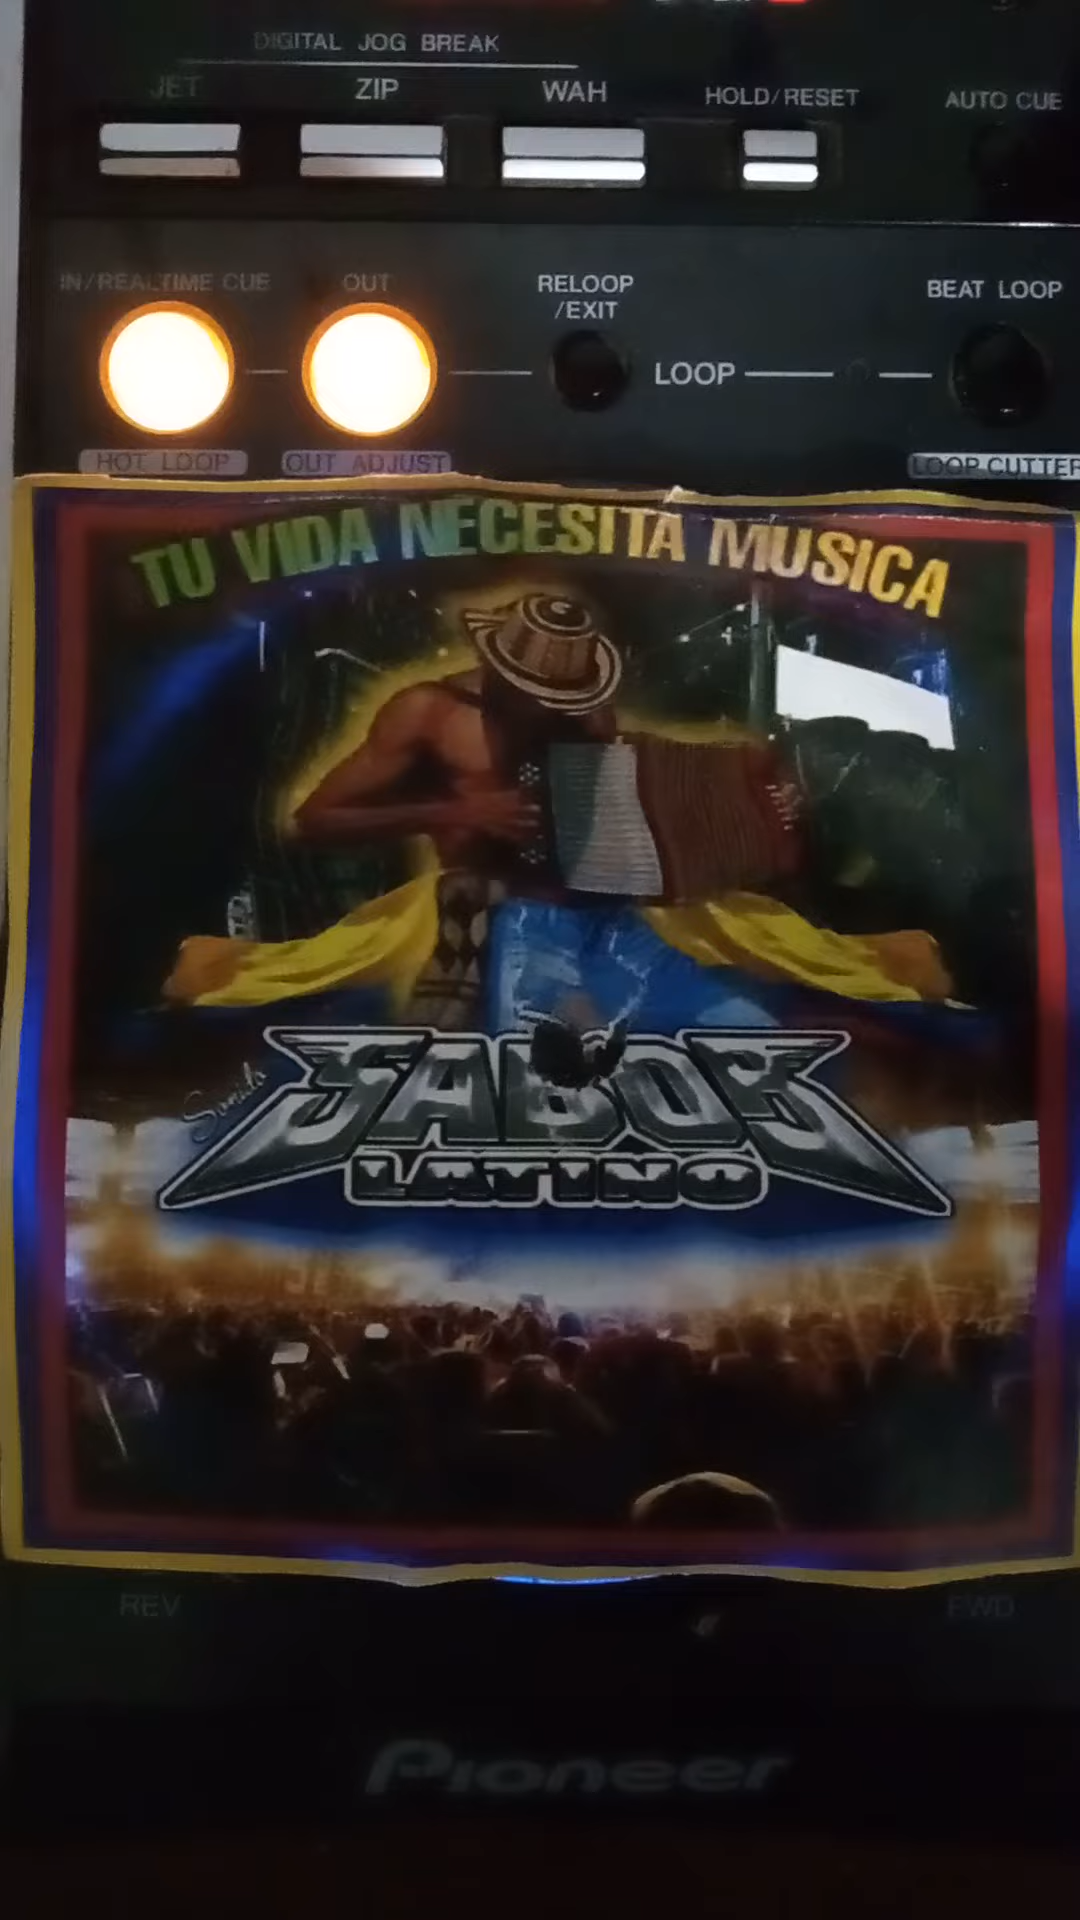 DIGITAL JOG BREAK
JET ZIP WAH HOLD/RESET AUTO CUE
IN/REALTIME CUE OUT RELOOP
/EXIT BEAT LOOP
LOOP
HOT LOOP OUT ADJUST LOOP CUTTER
TU VIDA NECESITA MUSICA
Sonido
SABOR
LATINO
REV FWD
Pioneer